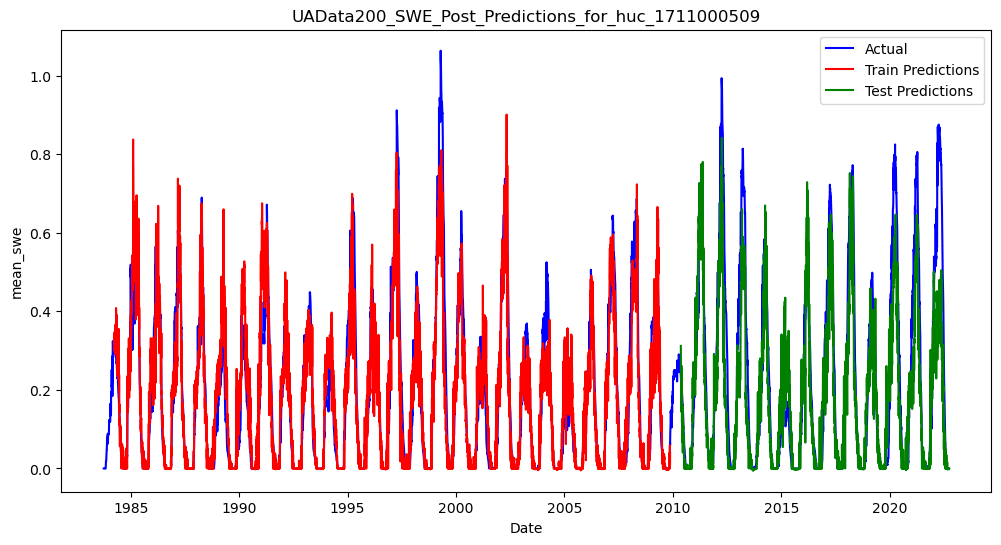 UAData200_SWE_Post_Predictions_for_huc_1711000509
Actual
Train Predictions
Test Predictions
mean_swe
1.0
0.8
0.6
0.4
0.2
0.0
1985 1990 1995 2000 2005 2010 2015 2020
Date